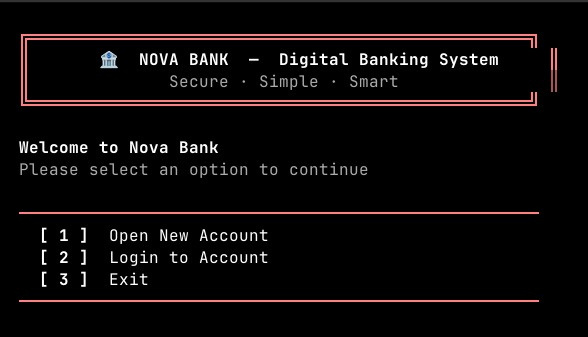 🏦 NOVA BANK — Digital Banking System
Secure · Simple · Smart
Welcome to Nova Bank
Please select an option to continue
[ 1 ] Open New Account
[ 2 ] Login to Account
[ 3 ] Exit